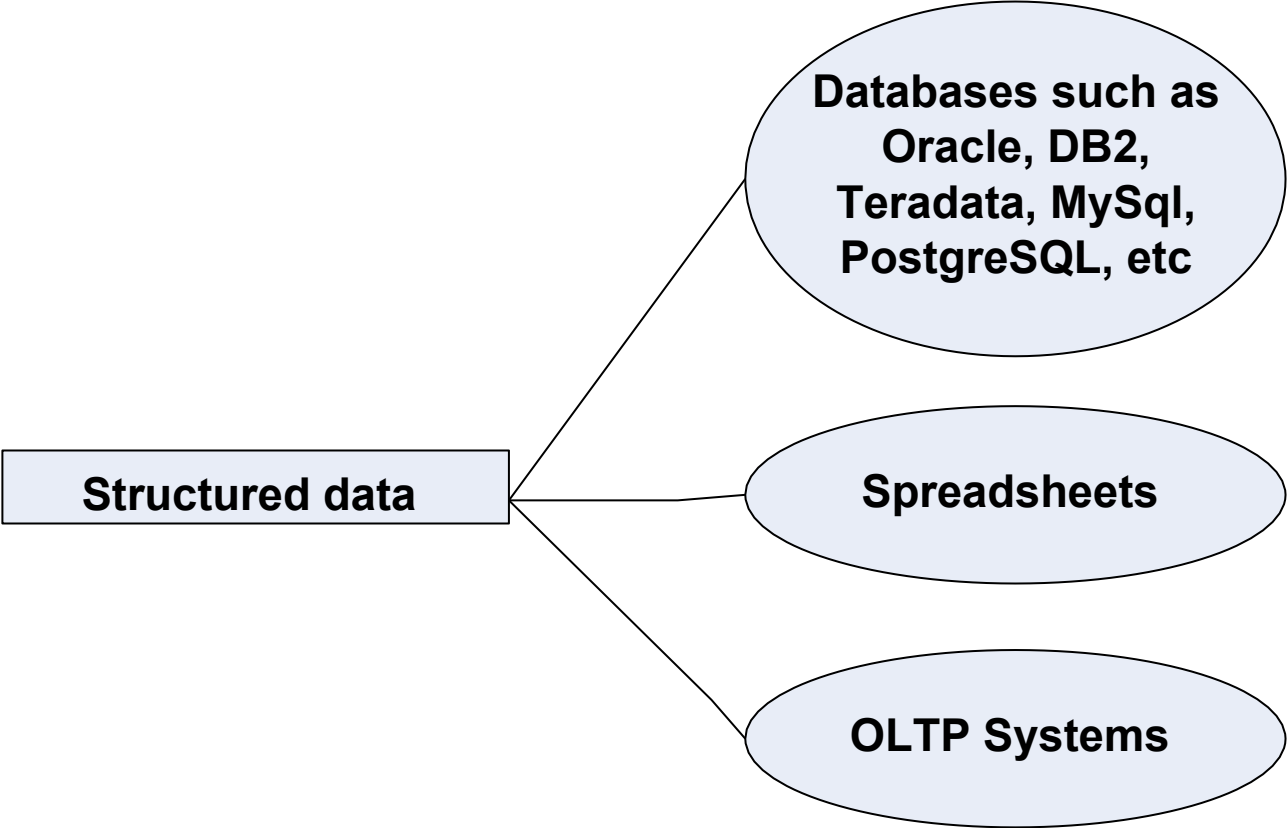 Databases such as
Oracle, DB2,
Teradata, MySql,
PostgreSQL, etc
Structured data
Spreadsheets
OLTP Systems